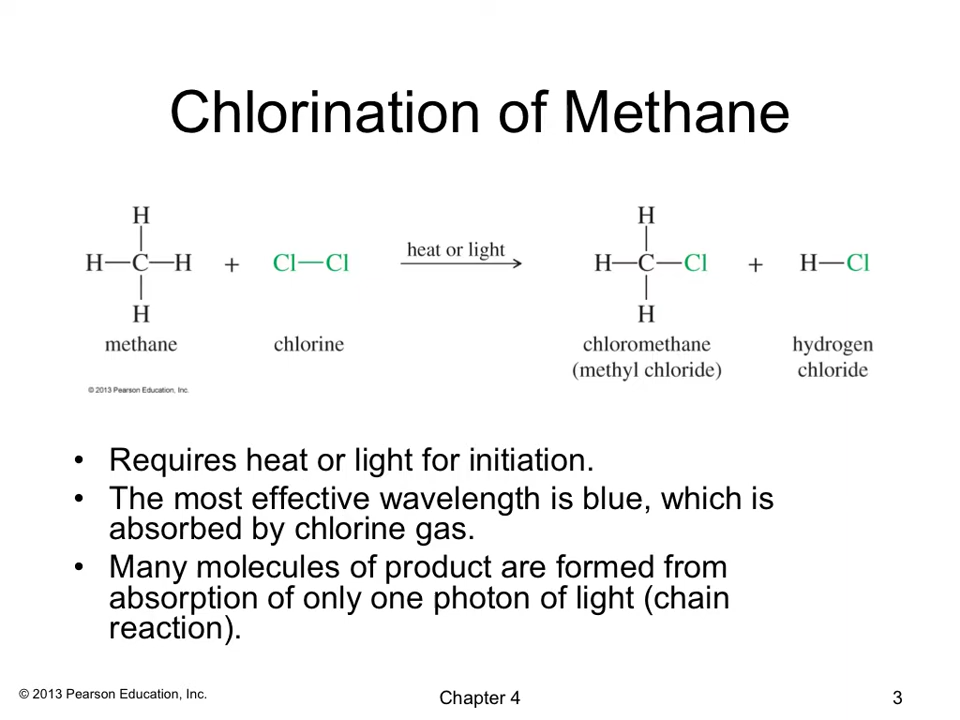 Chlorination of Methane
H H
H—C—H + Cl—Cl heat or light H—C—Cl + H—Cl
H H
methane chlorine chloromethane hydrogen
(methyl chloride) chloride
© 2013 Pearson Education, Inc.
• Requires heat or light for initiation.
• The most effective wavelength is blue, which is
absorbed by chlorine gas.
• Many molecules of product are formed from
absorption of only one photon of light (chain
reaction).
© 2013 Pearson Education, Inc. Chapter 4 3